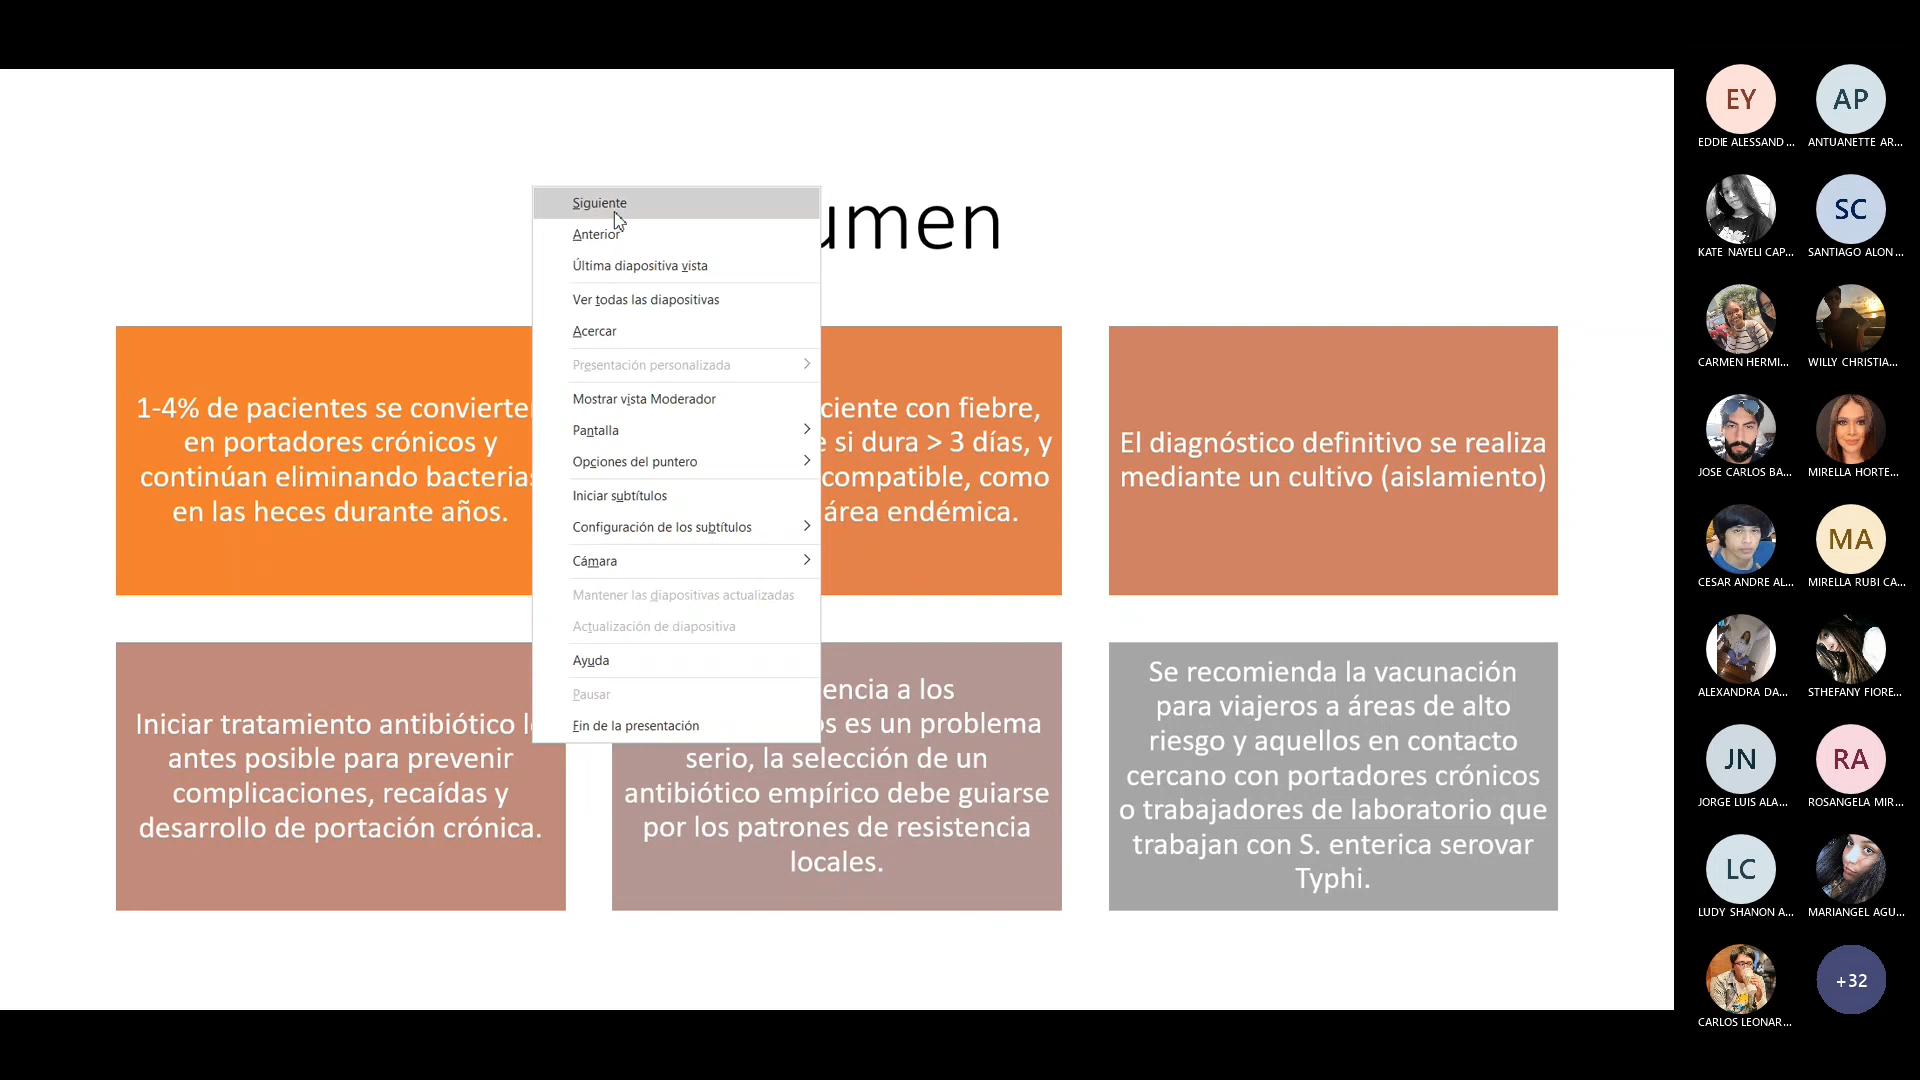 umen
Siguiente
Anterior
Última diapositiva vista
Ver todas las diapositivas
Acercar
Presentación personalizada
Mostrar vista Moderador
Pantalla
Opciones del puntero
Iniciar subtítulos
Configuración de los subtítulos
Cámara
Mantener las diapositivas actualizadas
Actualización de diapositiva
Ayuda
Pausar
Fin de la presentación
1-4% de pacientes se convierte
en portadores crónicos y
continúan eliminando bacteria
en las heces durante años.
ciente con fiebre,
e si dura > 3 días, y
compatible, como
área endémica.
El diagnóstico definitivo se realiza
mediante un cultivo (aislamiento)
Iniciar tratamiento antibiótico l
antes posible para prevenir
complicaciones, recaídas y
desarrollo de portación crónica.
encia a los
os es un problema
serio, la selección de un
antibiótico empírico debe guiarse
por los patrones de resistencia
locales.
Se recomienda la vacunación
para viajeros a áreas de alto
riesgo y aquellos en contacto
cercano con portadores crónicos
o trabajadores de laboratorio que
trabajan con S. enterica serovar
Typhi.
EY
EDDIE ALESSAND...
AP
ANTUANETTE AR...
KATE NAYELI CAP...
SC
SANTIAGO ALON...
CARMEN HERMI...
WILLY CHRISTIA...
JOSE CARLOS BA...
MIRELLA HORTE...
CESAR ANDRE AL...
MA
MIRELLA RUBI CA...
ALEXANDRA DA...
STHEFANY FIORE...
JN
JORGE LUIS ALA...
RA
ROSANGELA MIR...
LC
LUDY SHANON A...
MARIANGEL AGU...
CARLOS LEONAR...
+32